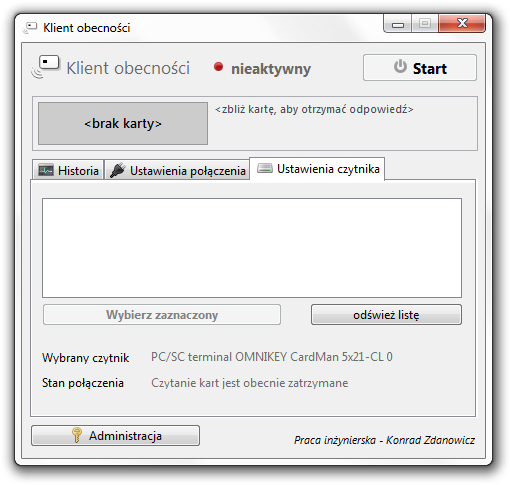 Klient obecności
Klient obecności
nieaktywny
Start
<brak karty>
<zbliż kartę, aby otrzymać odpowiedź>
Historia
Ustawienia połączenia
Ustawienia czytnika
Wybierz zaznaczony
odśwież listę
Wybrany czytnik PC/SC terminal OMNIKEY CardMan 5x21-CL 0
Stan połączenia Czytanie kart jest obecnie zatrzymane
Administracja
Praca inżynierska - Konrad Zdanowicz